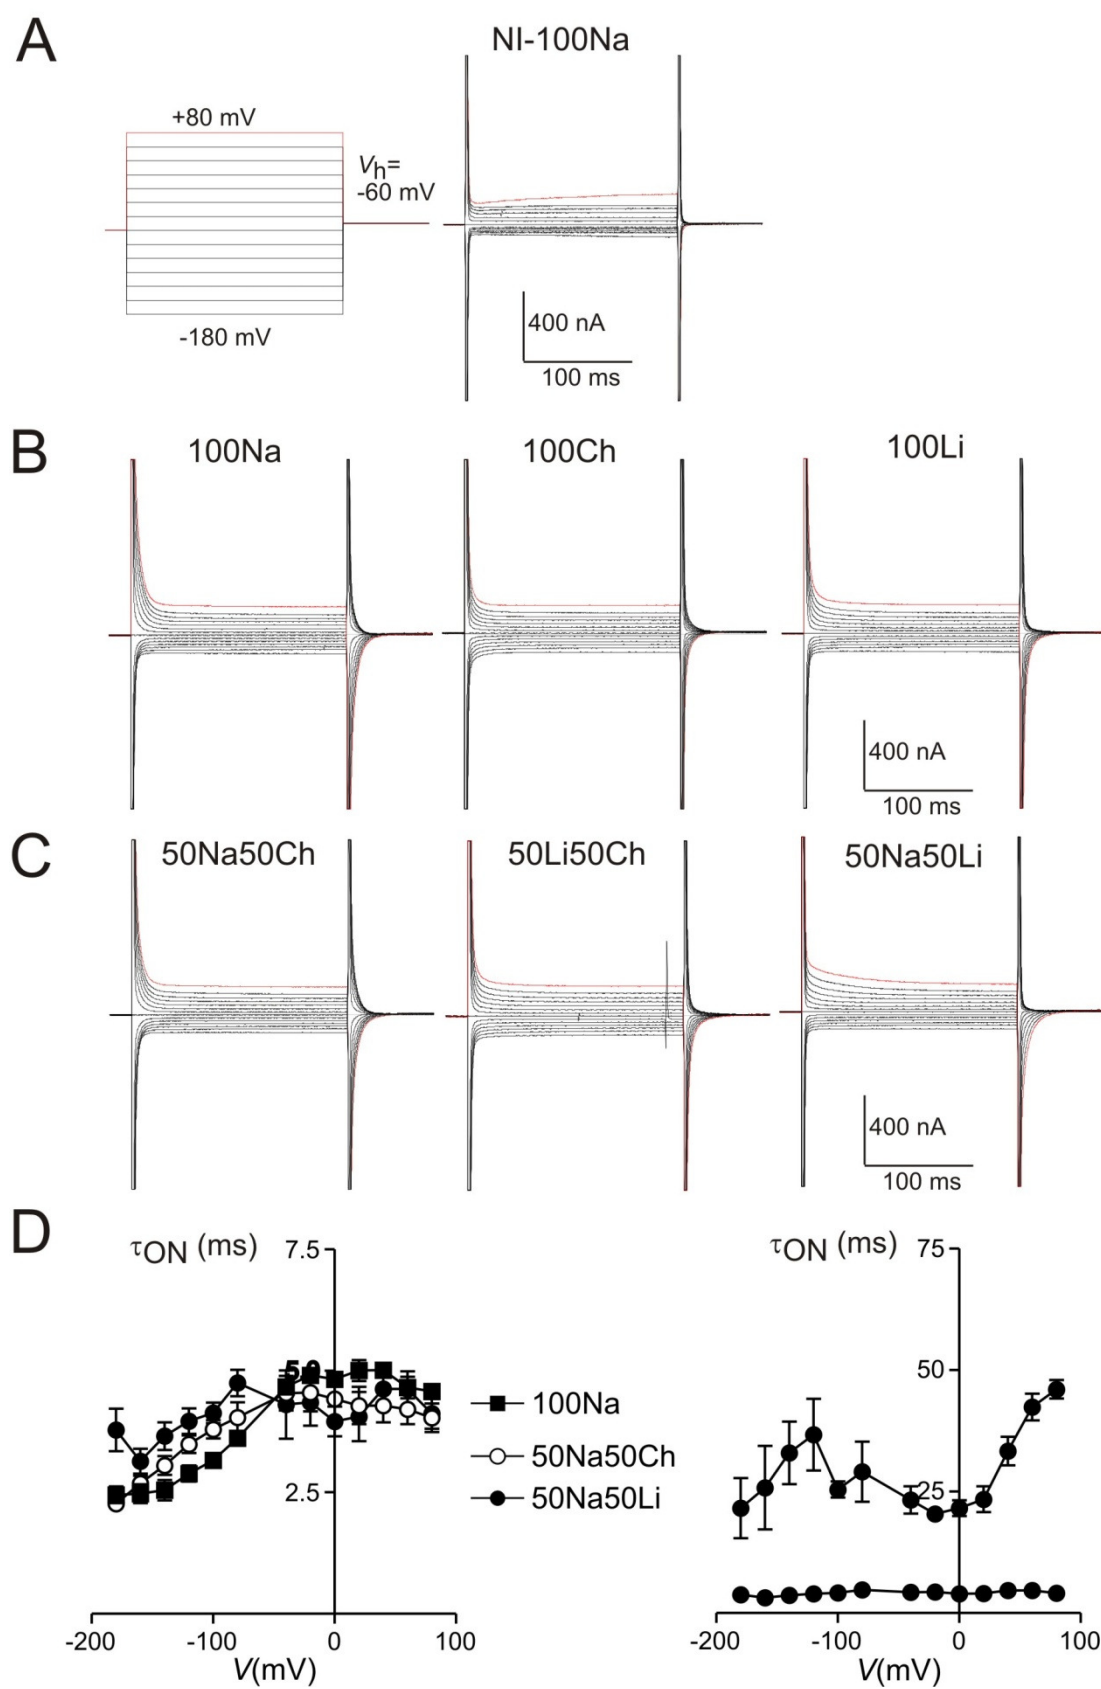 A
NI-100Na
+80 mV
Vh=
-60 mV
-180 mV
400 nA
100 ms
B
100Na
100Ch
100Li
400 nA
100 ms
C
50Na50Ch
50Li50Ch
50Na50Li
400 nA
100 ms
D
τON (ms)
7.5
5.0
2.5
-200
-100
0
100
V(mV)
100Na
50Na50Ch
50Na50Li
τON (ms)
75
50
25
-200
-100
0
100
V(mV)